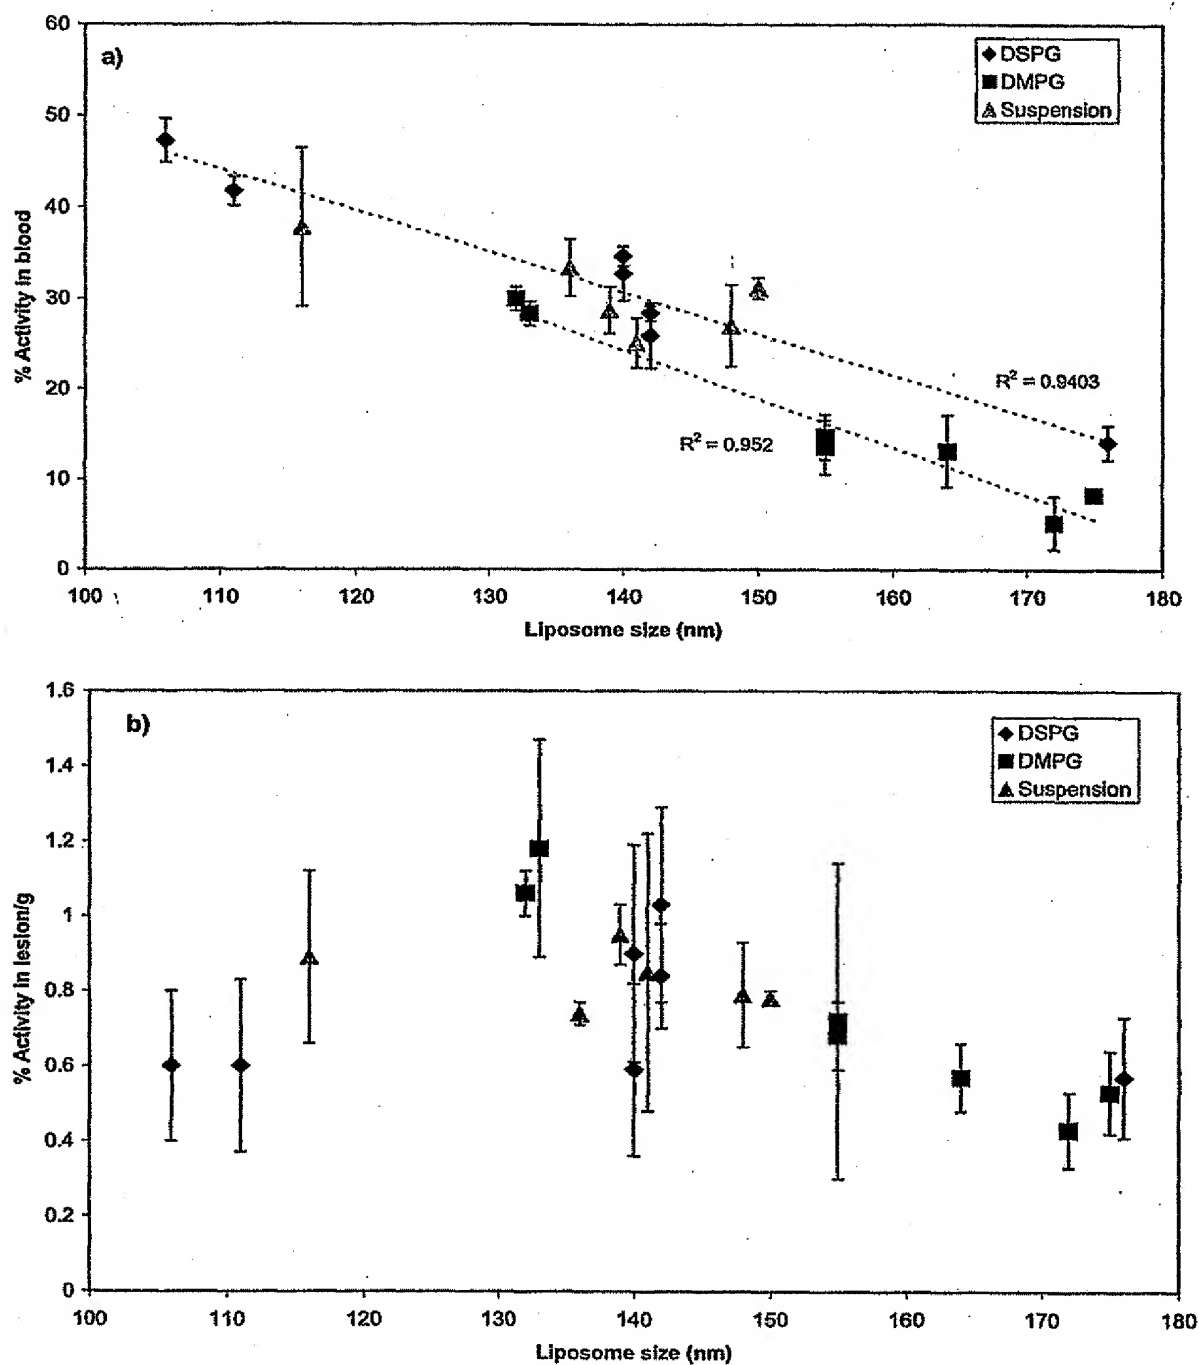 60
a)
DSPG
DMPG
Suspension
50
40
30
20
10
0
% Activity in blood
R² = 0.9403
R² = 0.952
100 110 120 130 140 150 160 170 180
Liposome size (nm)
1.6
b)
DSPG
DMPG
Suspension
1.4
1.2
1
0.8
0.6
0.4
0.2
0
% Activity in lesion/g
100 110 120 130 140 150 160 170 180
Liposome size (nm)